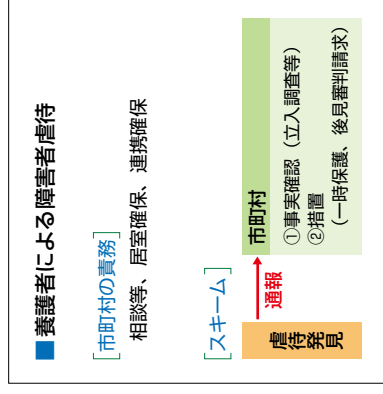 ■養護者による障害者虐待
[市町村の責務]
相談等、居室確保、連携確保
[スキーム]
虐待発見
通報
市町村
①事実確認（立入調査等）
②措置
（一時保護、後見審判請求）